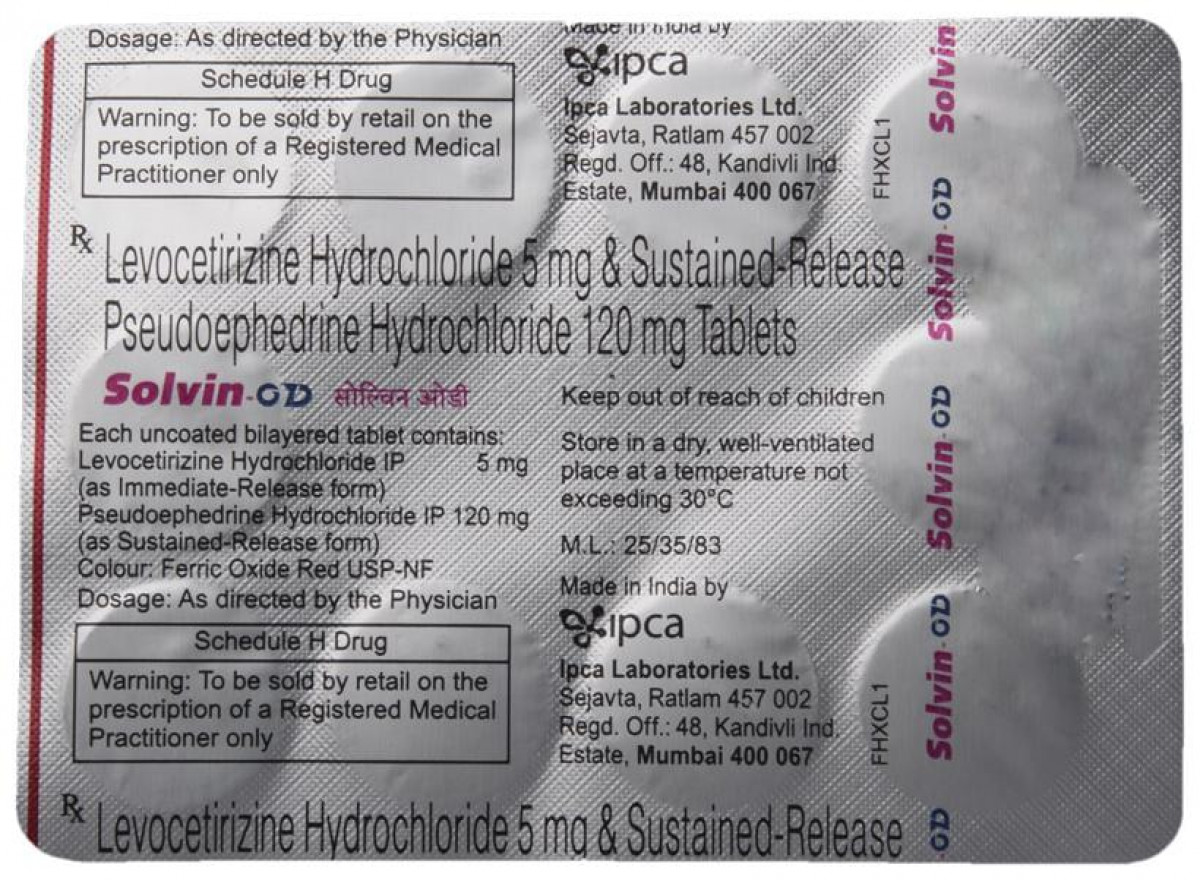 Dosage: As directed by the Physician
Schedule H Drug
Warning: To be sold by retail on the
prescription of a Registered Medical
Practitioner only
Made in India by
ipca
Ipca Laboratories Ltd.
Sejavta, Ratlam 457 002
Regd. Off.: 48, Kandivli Ind.
Estate, Mumbai 400 067
FHXCL1
Solvin
Rx Levocetirizine Hydrochloride 5 mg & Sustained-Release
Pseudoephedrine Hydrochloride 120 mg Tablets
Solvin-OD सोल्विन ओडी
Each uncoated bilayered tablet contains:
Levocetirizine Hydrochloride IP 5 mg
(as Immediate-Release form)
Pseudoephedrine Hydrochloride IP 120 mg
(as Sustained-Release form)
Colour: Ferric Oxide Red USP-NF
Dosage: As directed by the Physician
Keep out of reach of children
Store in a dry, well-ventilated
place at a temperature not
exceeding 30°C
M.L.: 25/35/83
Made in India by
ipca
Ipca Laboratories Ltd.
Sejavta, Ratlam 457 002
Regd. Off.: 48, Kandivli Ind.
Estate, Mumbai 400 067
Schedule H Drug
Warning: To be sold by retail on the
prescription of a Registered Medical
Practitioner only
FHXCL1
Solvin-OD
Solvin-OD
Solvin-OD
-OD
Rx Levocetirizine Hydrochloride 5 mg & Sustained-Release